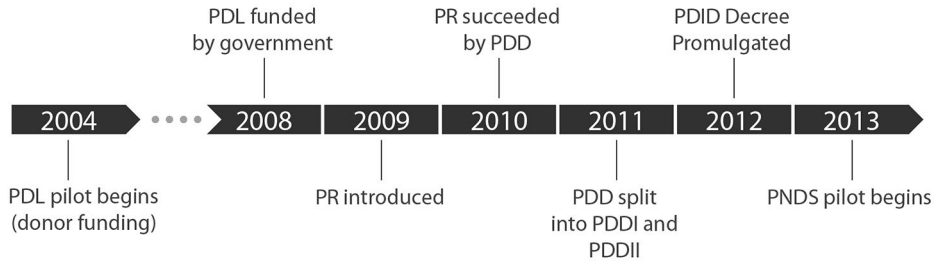 PDL funded
by government
PR succeeded
by PDD
PDID Decree
Promulgated
2004
2008
2009
2010
2011
2012
2013
PDL pilot begins
(donor funding)
PR introduced
PDD split
into PDDI and
PDDII
PNDS pilot begins